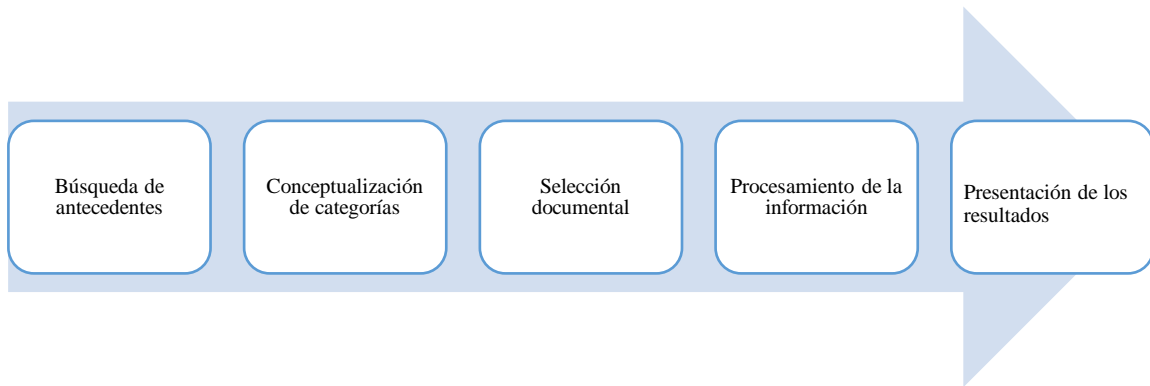 Búsqueda de
antecedentes
Conceptualización
de categorías
Selección
documental
Procesamiento de la
información
Presentación de los
resultados